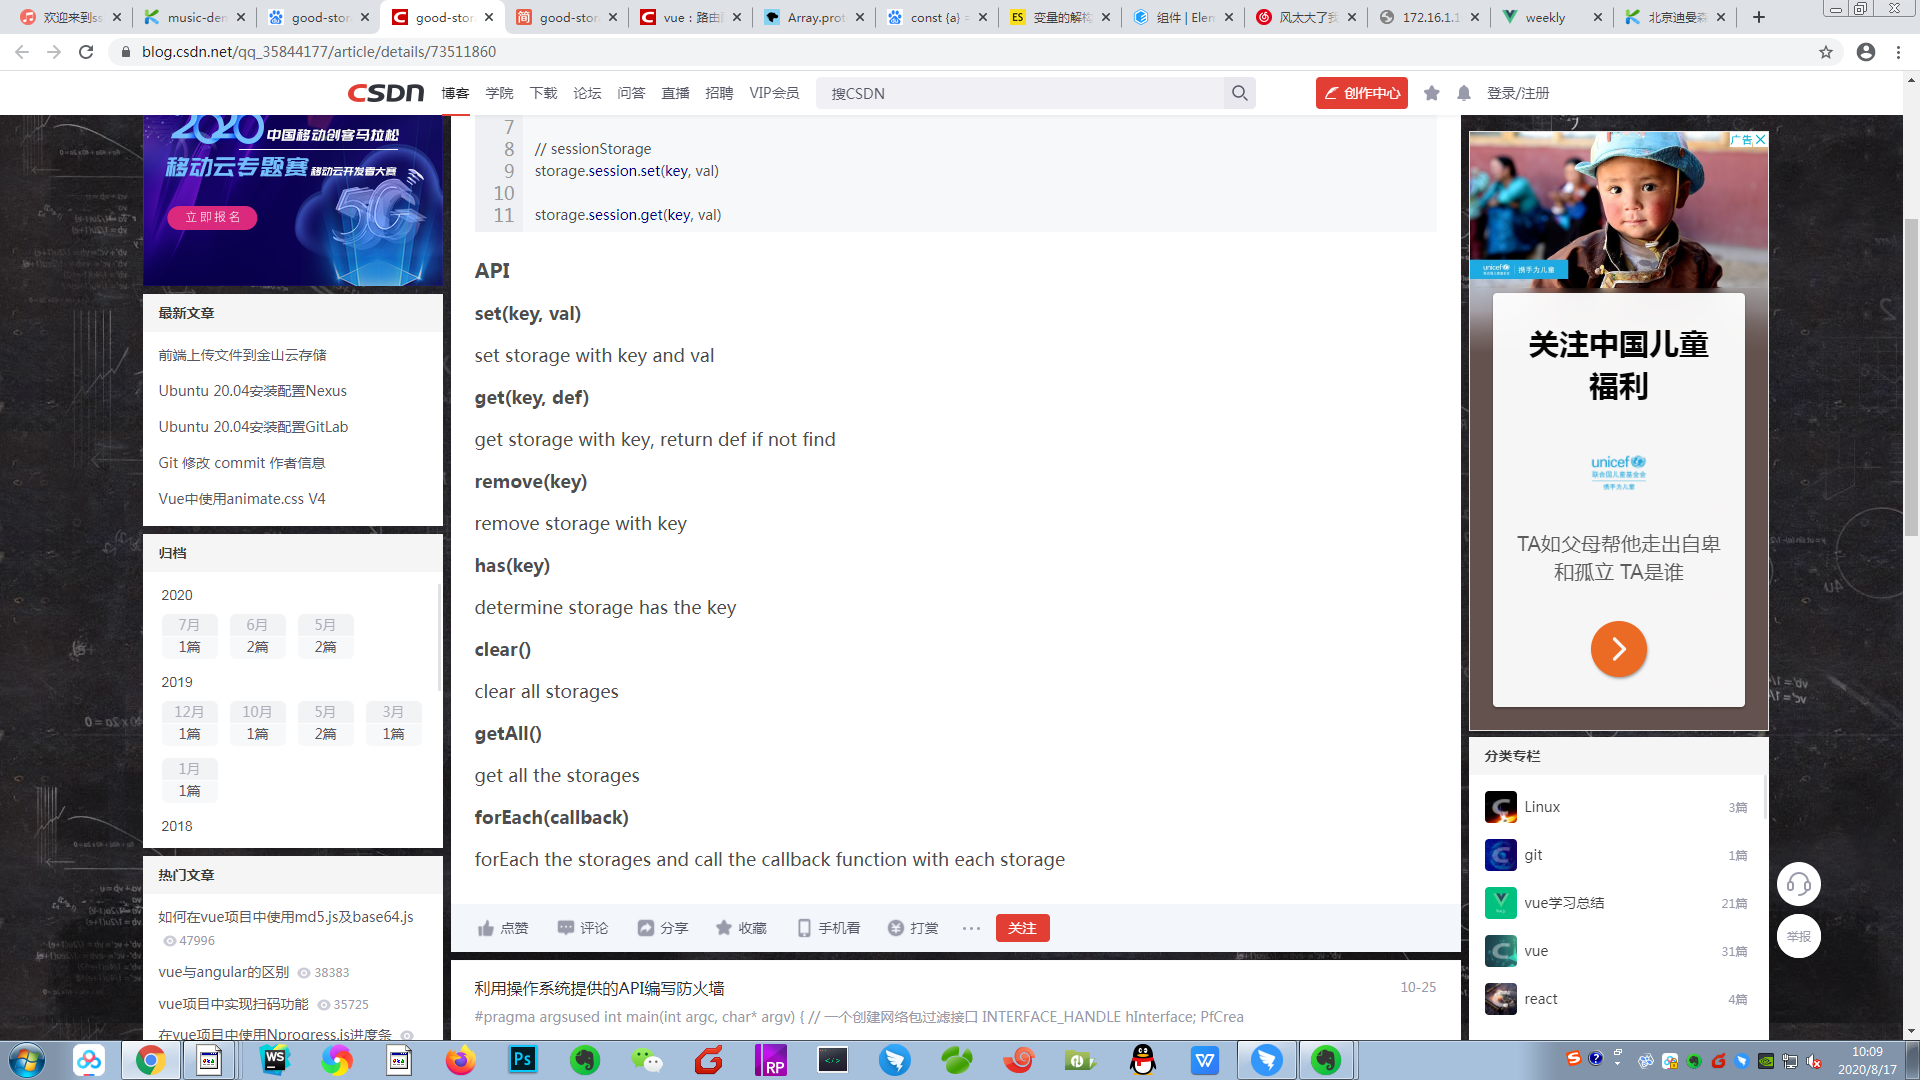 欢迎来到ss
music-den
good-stor
good-stor
good-stor
vue：路由
Array.prot
const {a} =
变量的解构
组件 | Elen
风太大了我
172.16.1.1
weekly
北京迪曼森
blog.csdn.net/qq_35844177/article/details/73511860
CSDN 博客 学院 下载 论坛 问答 直播 招聘 VIP会员 搜CSDN 创作中心 登录/注册
2020 中国移动创客马拉松
移动云专题赛 移动云开发者大赛
5G
立即报名
最新文章
前端上传文件到金山云存储
Ubuntu 20.04安装配置Nexus
Ubuntu 20.04安装配置GitLab
Git 修改 commit 作者信息
Vue中使用animate.css V4
归档
2020
7月 6月 5月
1篇 2篇 2篇
2019
12月 10月 5月 3月
1篇 1篇 2篇 1篇
1月
1篇
2018
热门文章
如何在vue项目中使用md5.js及base64.js
47996
vue与angular的区别 38383
vue项目中实现扫码功能 35725
在vue项目中使用Nprogress.js进度条
7
8 // sessionStorage
9 storage.session.set(key, val)
10
11 storage.session.get(key, val)
API
set(key, val)
set storage with key and val
get(key, def)
get storage with key, return def if not find
remove(key)
remove storage with key
has(key)
determine storage has the key
clear()
clear all storages
getAll()
get all the storages
forEach(callback)
forEach the storages and call the callback function with each storage
点赞 评论 分享 收藏 手机看 打赏 ··· 关注
利用操作系统提供的API编写防火墙 10-25
#pragma argsused int main(int argc, char* argv) { // 一个创建网络包过滤接口 INTERFACE_HANDLE hInterface; PfCrea
广告
unicef 携手为儿童
关注中国儿童
福利
unicef
联合国儿童基金会
携手为儿童
TA如父母帮他走出自卑
和孤立 TA是谁
分类专栏
Linux 3篇
git 1篇
vue学习总结 21篇
vue 31篇
react 4篇
举报
10:09
2020/8/17